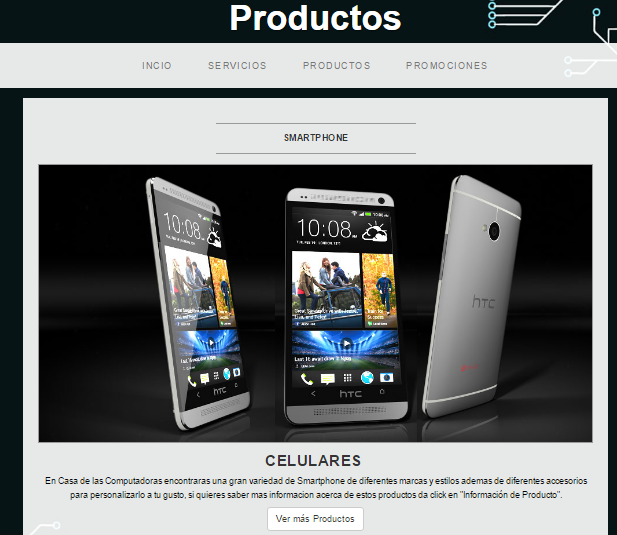 Productos
INCIO SERVICIOS PRODUCTOS PROMOCIONES
SMARTPHONE
10:08
10:08
htc
htc
htc
CELULARES
En Casa de las Computadoras encontraras una gran variedad de Smartphone de diferentes marcas y estilos ademas de diferentes accesorios
para personalizarlo a tu gusto, si quieres saber mas informacion acerca de estos productos da click en "Información de Producto".
Ver más Productos